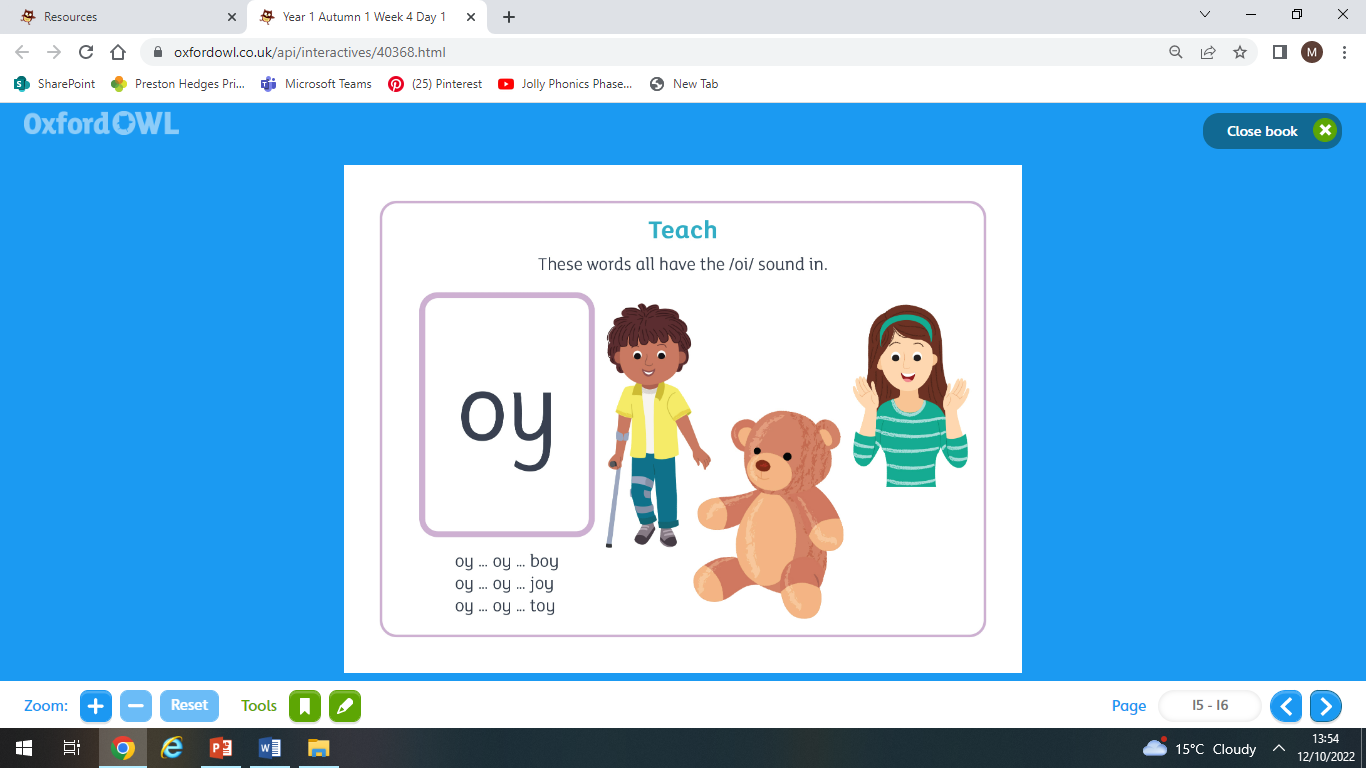 Resources
Year 1 Autumn 1 Week 4 Day 1
oxfordowl.co.uk/api/interactives/40368.html
M
SharePoint
Preston Hedges Pri...
Microsoft Teams
(25) Pinterest
Jolly Phonics Phase...
New Tab
Oxford OWL
Close book
Teach
These words all have the /oi/ sound in.
oy
oy ... oy ... boy
oy ... oy ... joy
oy ... oy ... toy
Zoom:
Reset
Tools
Page
15 - 16
15°C Cloudy
13:54
12/10/2022